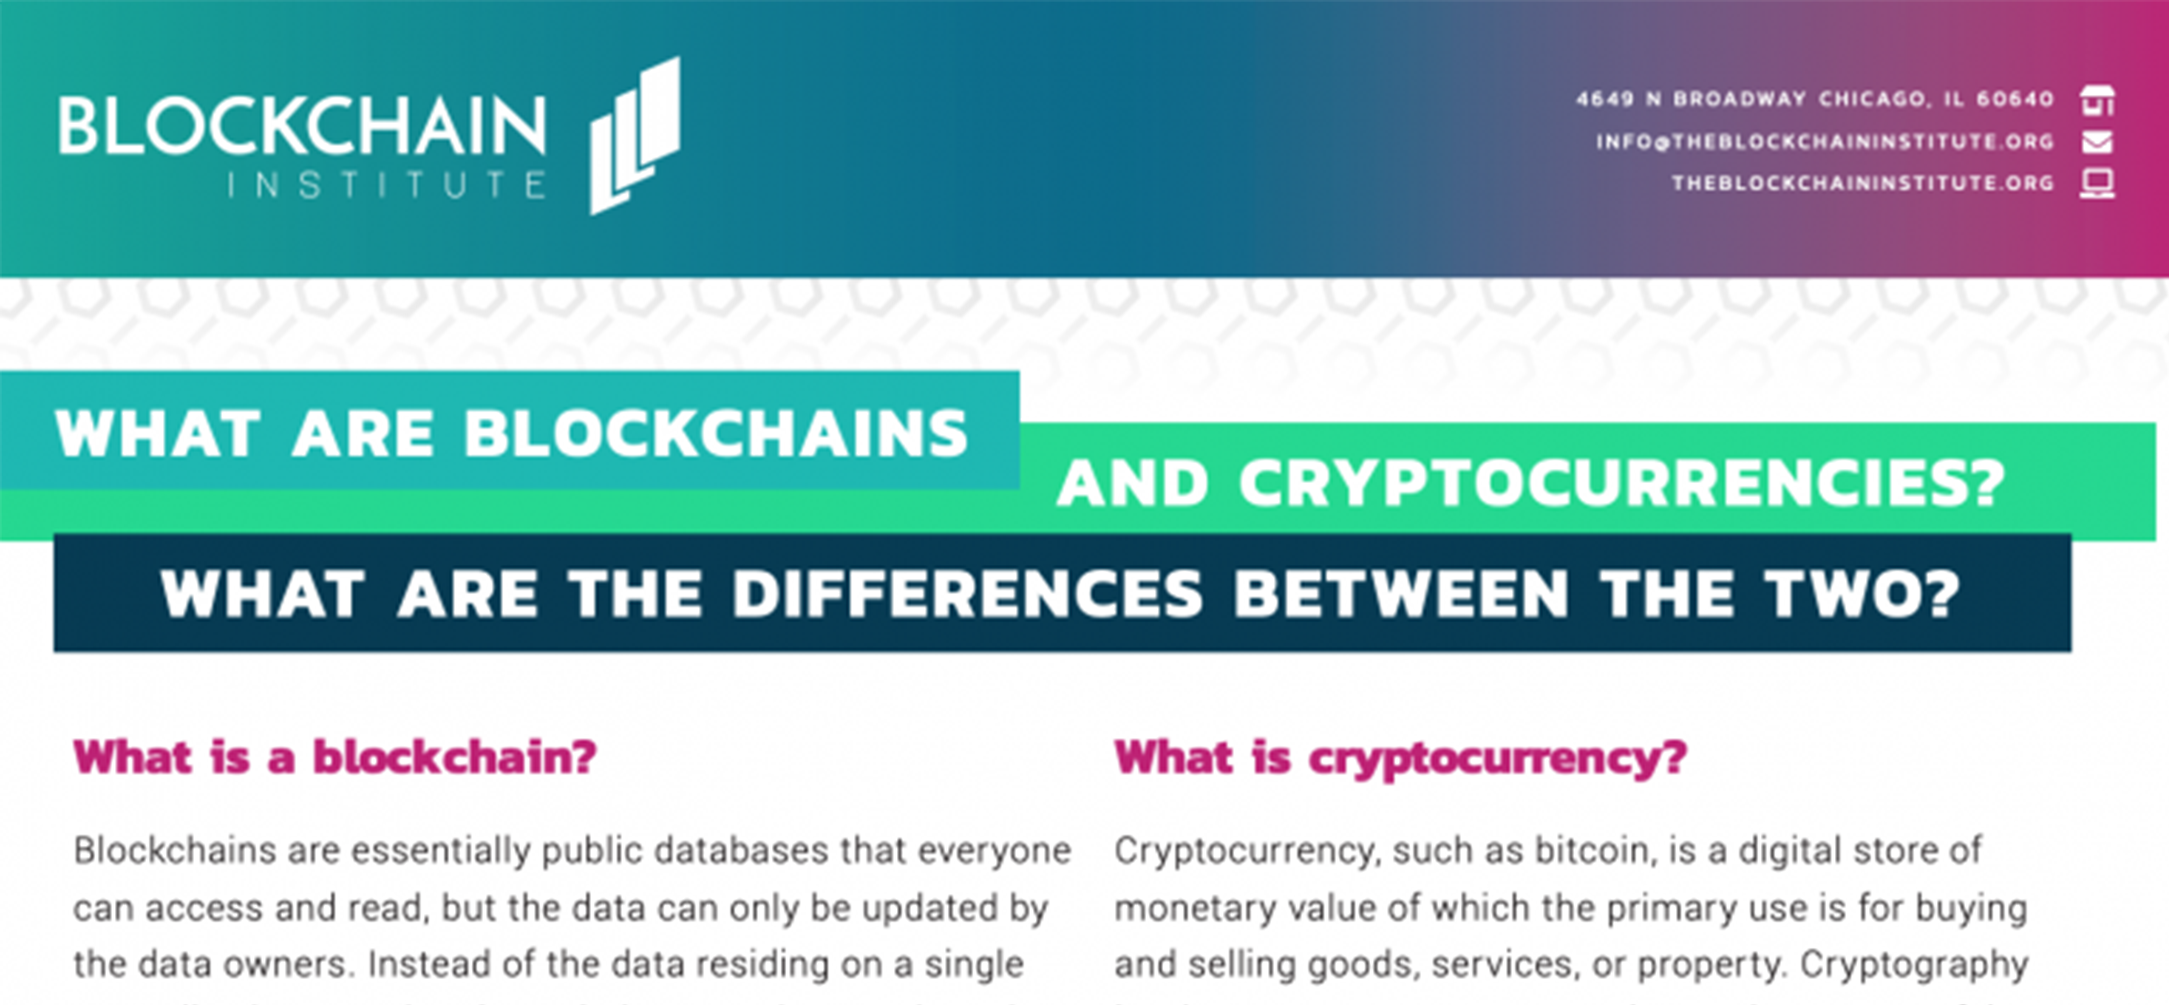 BLOCKCHAIN
INSTITUTE
4649 N BROADWAY CHICAGO, IL 60640
INFO@THEBLOCKCHAININSTITUTE.ORG
THEBLOCKCHAININSTITUTE.ORG
WHAT ARE BLOCKCHAINS
AND CRYPTOCURRENCIES?
WHAT ARE THE DIFFERENCES BETWEEN THE TWO?
What is a blockchain?
Blockchains are essentially public databases that everyone
can access and read, but the data can only be updated by
the data owners. Instead of the data residing on a single
What is cryptocurrency?
Cryptocurrency, such as bitcoin, is a digital store of
monetary value of which the primary use is for buying
and selling goods, services, or property. Cryptography